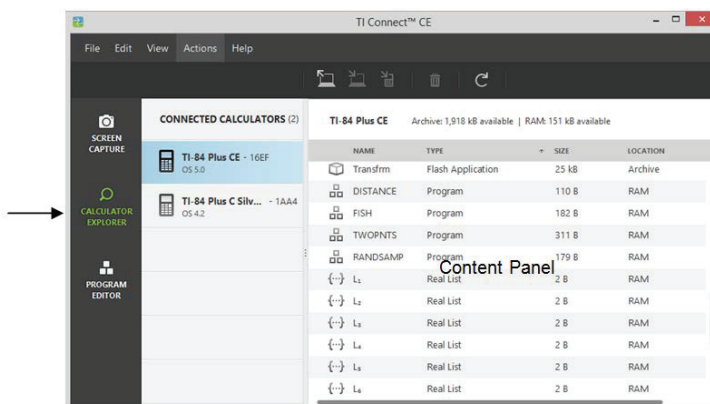 TI Connect™ CE
File Edit View Actions Help
SCREEN
CAPTURE
CALCULATOR
EXPLORER
PROGRAM
EDITOR
CONNECTED CALCULATORS (2)
TI-84 Plus CE - 16EF
OS 5.0
TI-84 Plus C Silv... - 1AA4
OS 4.2
TI-84 Plus CE Archive: 1,918 kB available | RAM: 151 kB available
NAME TYPE SIZE LOCATION
Transfrm Flash Application 25 kB Archive
DISTANCE Program 110 B RAM
FISH Program 182 B RAM
TWOPNTS Program 311 B RAM
RANDSAMP Program 179 B RAM
Content Panel
L₁ Real List 2 B RAM
L₂ Real List 2 B RAM
L₃ Real List 2 B RAM
L₄ Real List 2 B RAM
L₅ Real List 2 B RAM
L₆ Real List 2 B RAM